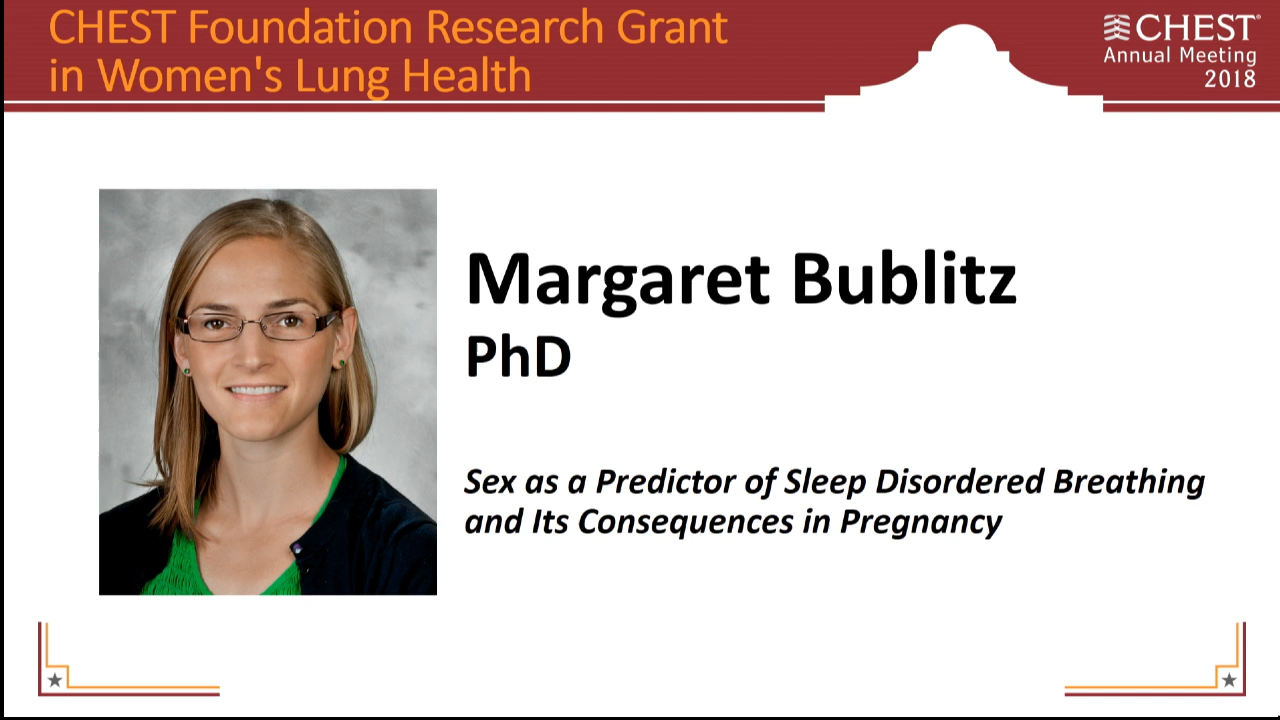 CHEST Foundation Research Grant
in Women's Lung Health
CHEST
Annual Meeting
2018
Margaret Bublitz
PhD
Sex as a Predictor of Sleep Disordered Breathing
and Its Consequences in Pregnancy